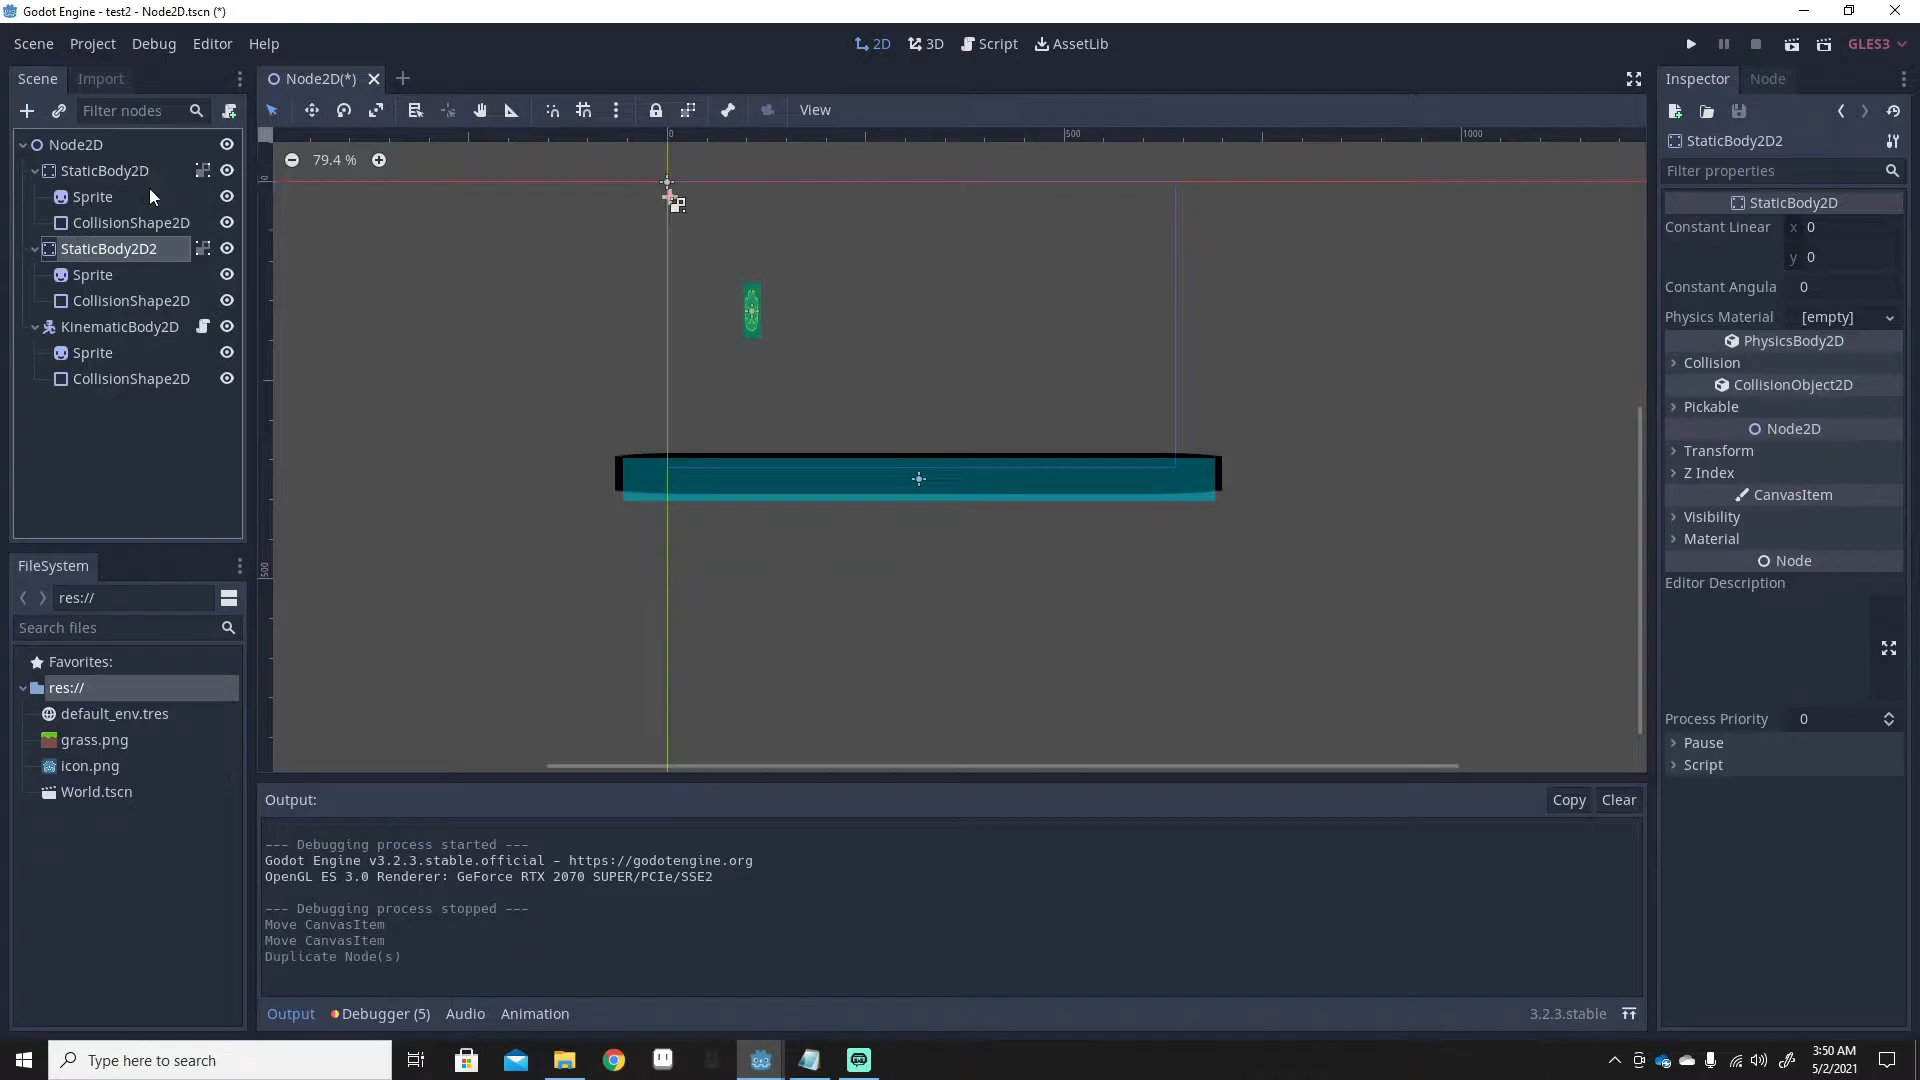 Godot Engine - test2 - Node2D.tscn (*)
Scene Project Debug Editor Help
2D 3D Script AssetLib
GLES3
Scene Import
Node2D(*)
Inspector Node
Filter nodes
View
StaticBody2D2
Filter properties
Node2D
StaticBody2D
Sprite
CollisionShape2D
StaticBody2D2
Sprite
CollisionShape2D
KinematicBody2D
Sprite
CollisionShape2D
0 500 1000
79.4 %
0
500
StaticBody2D
Constant Linear x 0
y 0
Constant Angula 0
Physics Material [empty]
PhysicsBody2D
Collision
CollisionObject2D
Pickable
Node2D
Transform
Z Index
CanvasItem
Visibility
Material
Node
Editor Description
Process Priority 0
Pause
Script
FileSystem
res://
Search files
Favorites:
res://
default_env.tres
grass.png
icon.png
World.tscn
Output:
Copy Clear
--- Debugging process started ---
Godot Engine v3.2.3.stable.official - https://godotengine.org
OpenGL ES 3.0 Renderer: GeForce RTX 2070 SUPER/PCIe/SSE2
--- Debugging process stopped ---
Move CanvasItem
Move CanvasItem
Duplicate Node(s)
Output Debugger (5) Audio Animation
3.2.3.stable
Type here to search
3:50 AM
5/2/2021